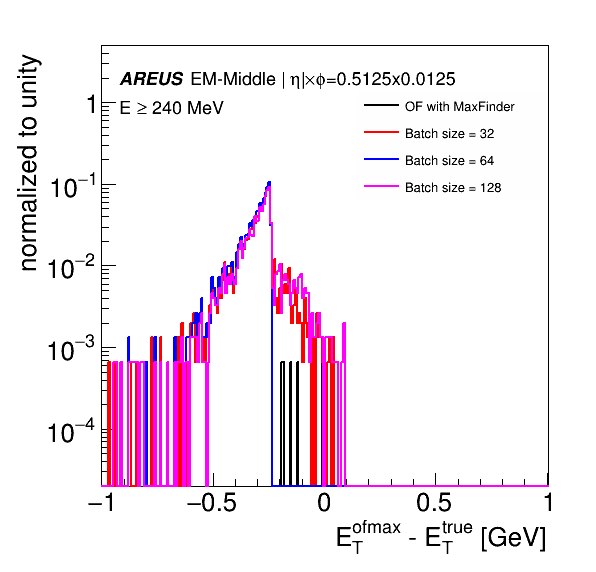 normalized to unity
AREUS EM-Middle | η|×φ=0.5125x0.0125
E ≥ 240 MeV
OF with MaxFinder
Batch size = 32
Batch size = 64
Batch size = 128
1
10⁻¹
10⁻²
10⁻³
10⁻⁴
−1 −0.5 0 0.5 1
E_T^ofmax - E_T^true [GeV]